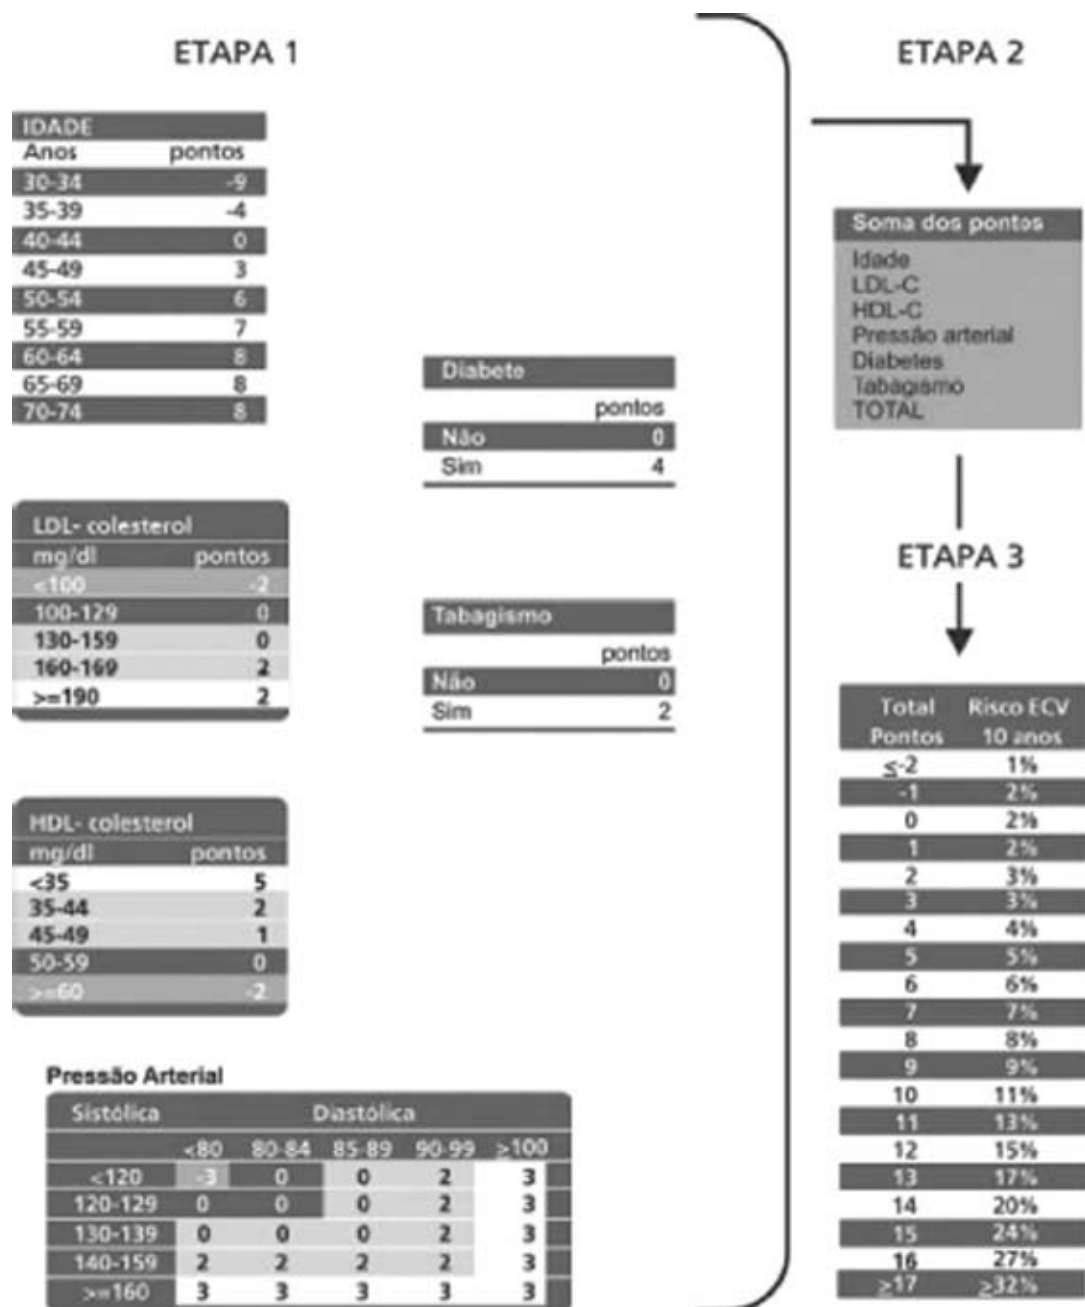 ETAPA 1
IDADE
Anos pontos
30-34 -9
35-39 -4
40-44 0
45-49 3
50-54 6
55-59 7
60-64 8
65-69 8
70-74 8
LDL- colesterol
mg/dl pontos
<100 -2
100-129 0
130-159 0
160-169 2
>=190 2
HDL- colesterol
mg/dl pontos
<35 5
35-44 2
45-49 1
50-59 0
>=60 -2
Diabete
pontos
Não 0
Sim 4
Tabagismo
pontos
Não 0
Sim 2
Pressão Arterial
Sistólica Diastólica
<80 80-84 85-89 90-99 ≥100
<120 -3 0 0 2 3
120-129 0 0 0 2 3
130-139 0 0 0 2 3
140-159 2 2 2 2 3
>=160 3 3 3 3 3
ETAPA 2
Soma dos pontos
Idade
LDL-C
HDL-C
Pressão arterial
Diabetes
Tabagismo
TOTAL
ETAPA 3
Total Risco ECV
Pontos 10 anos
≤-2 1%
-1 2%
0 2%
1 2%
2 3%
3 3%
4 4%
5 5%
6 6%
7 7%
8 8%
9 9%
10 11%
11 13%
12 15%
13 17%
14 20%
15 24%
16 27%
≥17 ≥32%